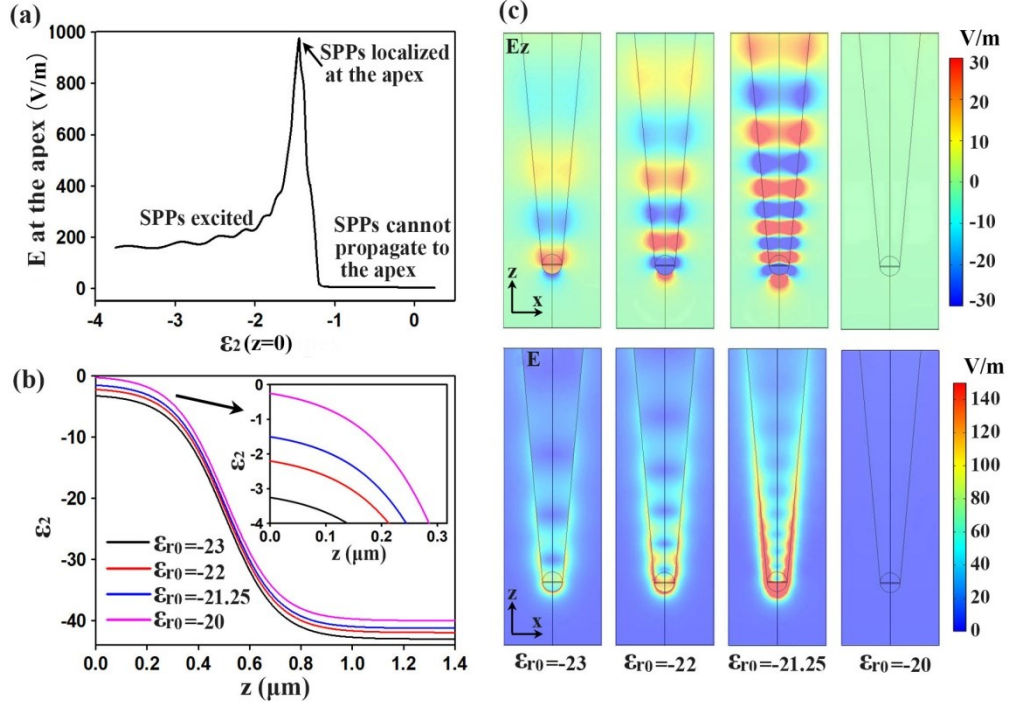 (a)
1000
800
600
400
200
0
E at the apex (V/m)
SPPs localized
at the apex
SPPs excited
SPPs cannot
propagate to
the apex
-4
-3
-2
-1
0
ε2 (z=0)
(b)
0
-10
-20
-30
-40
ε2
εr0=-23
εr0=-22
εr0=-21.25
εr0=-20
0.0
0.2
0.4
0.6
0.8
1.0
1.2
1.4
z (μm)
0
-1
-2
-3
-4
ε2
0.0
0.1
0.2
0.3
z (μm)
(c)
Ez
z
x
V/m
30
20
10
0
-10
-20
-30
E
z
x
V/m
140
120
100
80
60
40
20
0
εr0=-23
εr0=-22
εr0=-21.25
εr0=-20